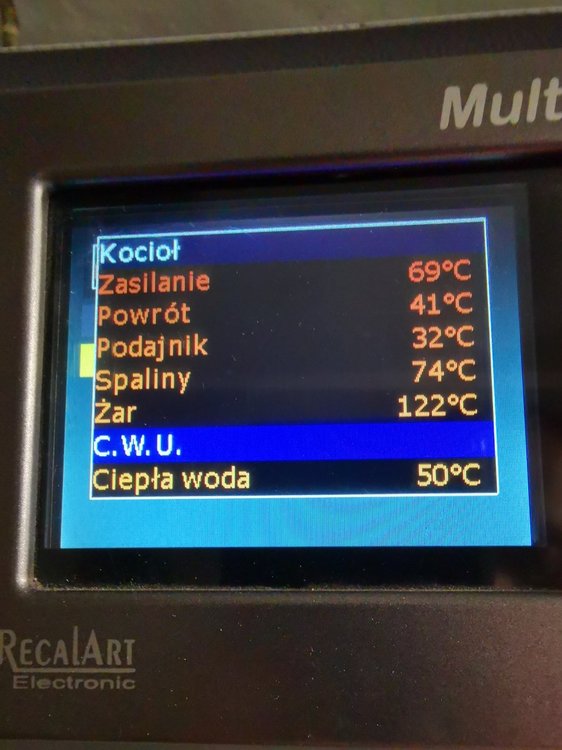 Mult
Kocioł
Zasilanie 69°C
Powrót 41°C
Podajnik 32°C
Spaliny 74°C
Żar 122°C
C.W.U.
Ciepła woda 50°C
RECALART
Electronic